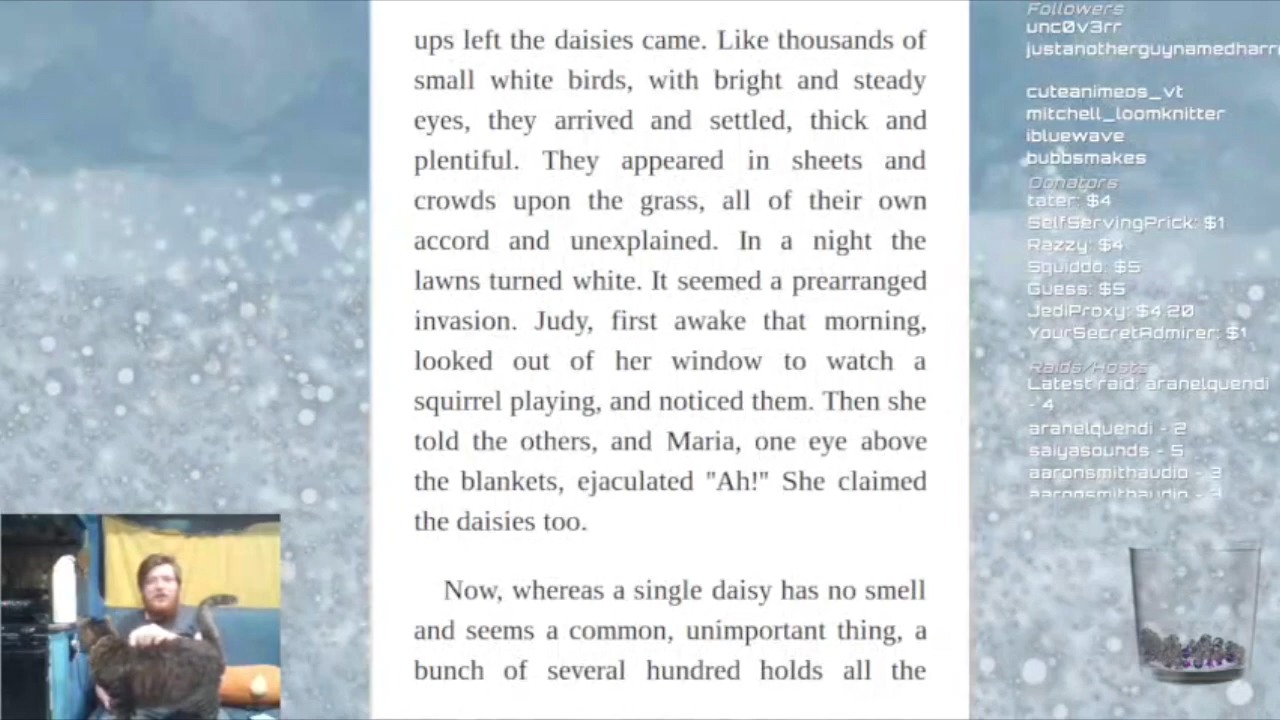 ups left the daisies came. Like thousands of
small white birds, with bright and steady
eyes, they arrived and settled, thick and
plentiful. They appeared in sheets and
crowds upon the grass, all of their own
accord and unexplained. In a night the
lawns turned white. It seemed a prearranged
invasion. Judy, first awake that morning,
looked out of her window to watch a
squirrel playing, and noticed them. Then she
told the others, and Maria, one eye above
the blankets, ejaculated "Ah!" She claimed
the daisies too.
Now, whereas a single daisy has no smell
and seems a common, unimportant thing, a
bunch of several hundred holds all the
Followers
unc0v3rr
justanotherguynamedharr
cuteanimeos_vt
mitchell_loomknitter
ibluewave
bubbsmakes
Donators
tater: $4
SelfServingPrick: $1
Razzy: $4
Squiddo: $5
Guess: $5
JediProxy: $4.20
YourSecretAdmirer: $1
Raids/Hosts
Latest raid: aranelquendi
- 4
aranelquendi - 2
saiyasounds - 5
aaronsmithaudio - 3
aaronsmithaudio - 3